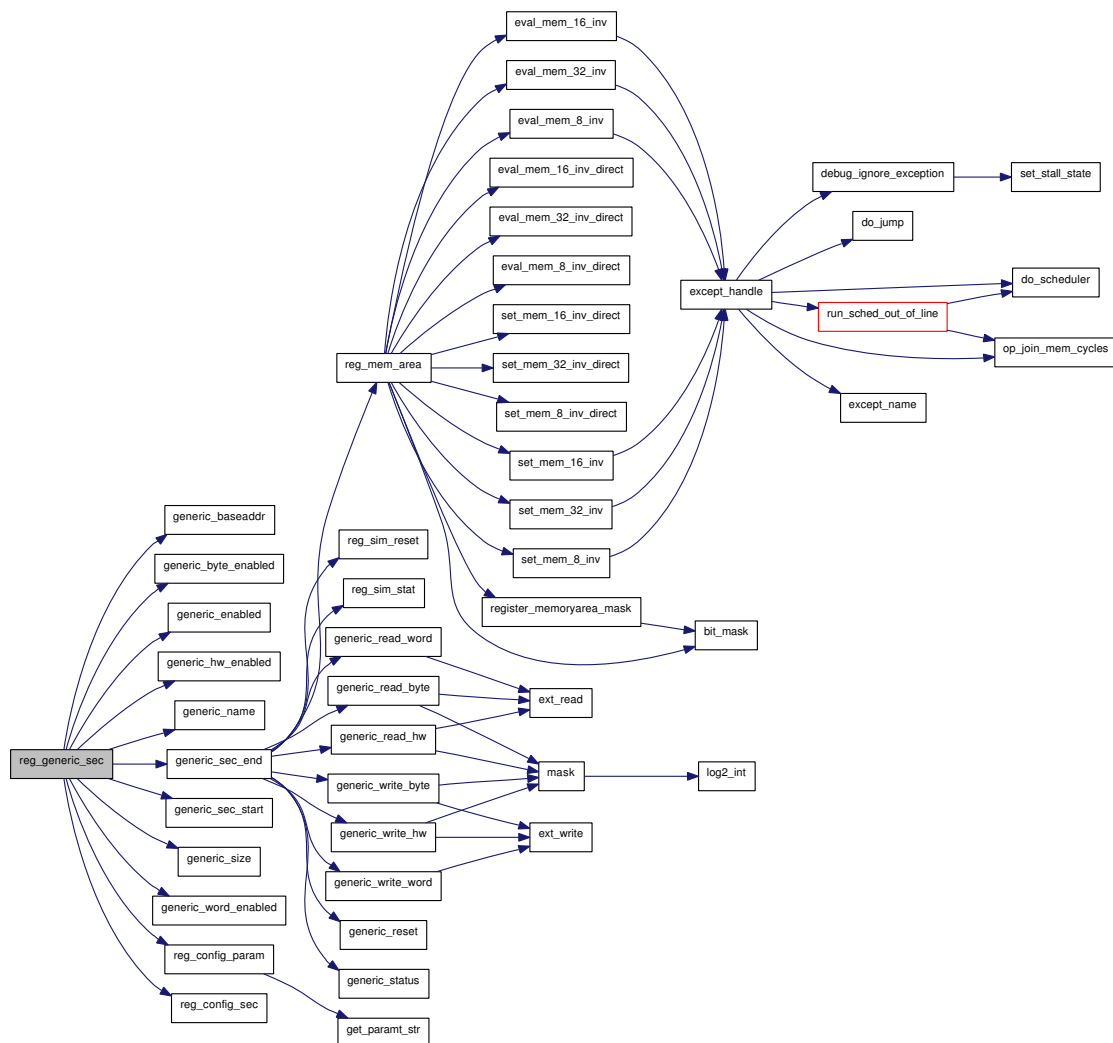 eval_mem_16_inv
eval_mem_32_inv
eval_mem_8_inv
eval_mem_16_inv_direct
eval_mem_32_inv_direct
eval_mem_8_inv_direct
set_mem_16_inv_direct
set_mem_32_inv_direct
set_mem_8_inv_direct
set_mem_16_inv
set_mem_32_inv
set_mem_8_inv
reg_mem_area
register_memoryarea_mask
bit_mask
except_handle
debug_ignore_exception
set_stall_state
do_jump
do_scheduler
run_sched_out_of_line
op_join_mem_cycles
except_name
generic_baseaddr
generic_byte_enabled
generic_enabled
generic_hw_enabled
generic_name
reg_generic_sec
generic_sec_end
generic_sec_start
generic_size
generic_word_enabled
reg_config_param
reg_config_sec
reg_sim_reset
reg_sim_stat
generic_read_word
generic_read_byte
generic_read_hw
generic_write_byte
generic_write_hw
generic_write_word
generic_reset
generic_status
get_paramt_str
ext_read
mask
log2_int
ext_write